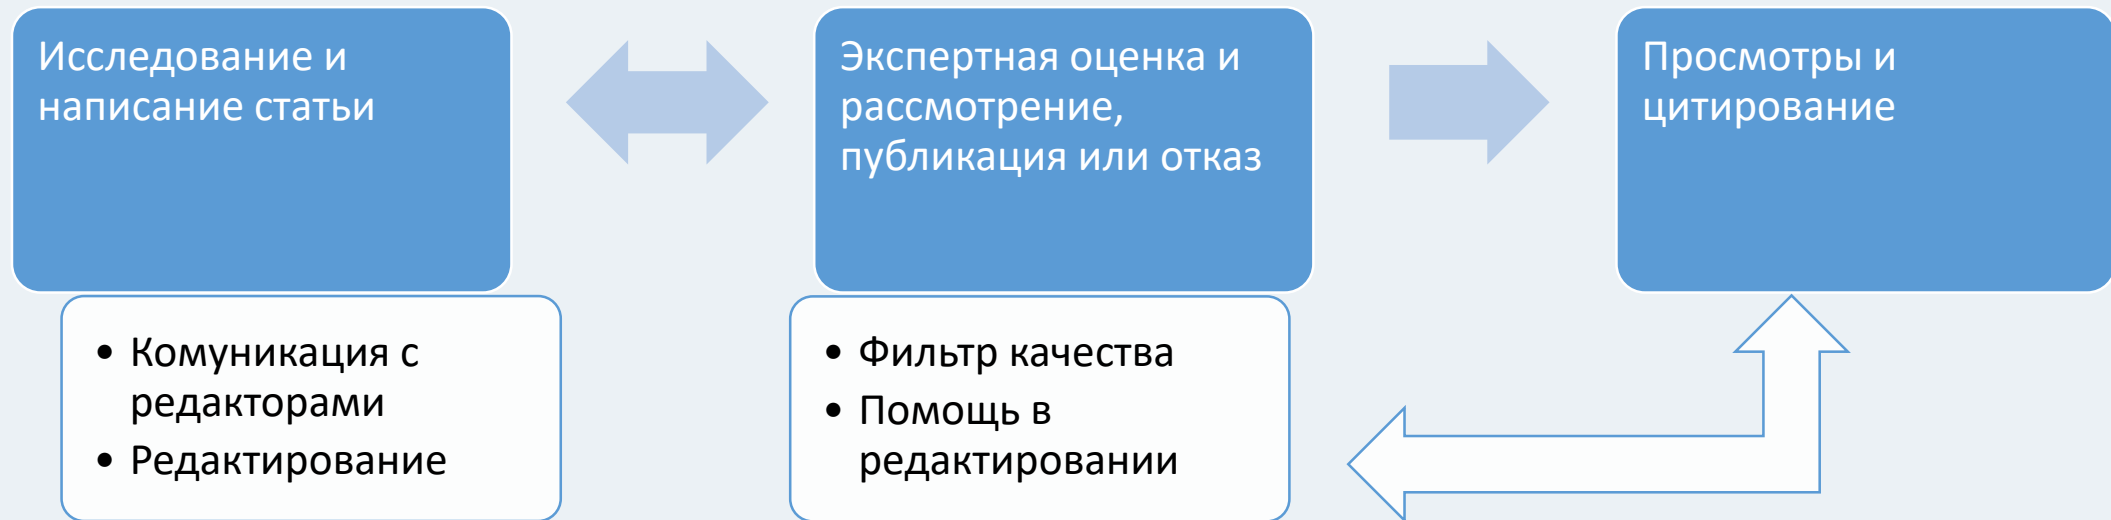 Исследование и
написание статьи
Экспертная оценка и
рассмотрение,
публикация или отказ
Просмотры и
цитирование
• Комуникация с
редакторами
• Редактирование
• Фильтр качества
• Помощь в
редактировании